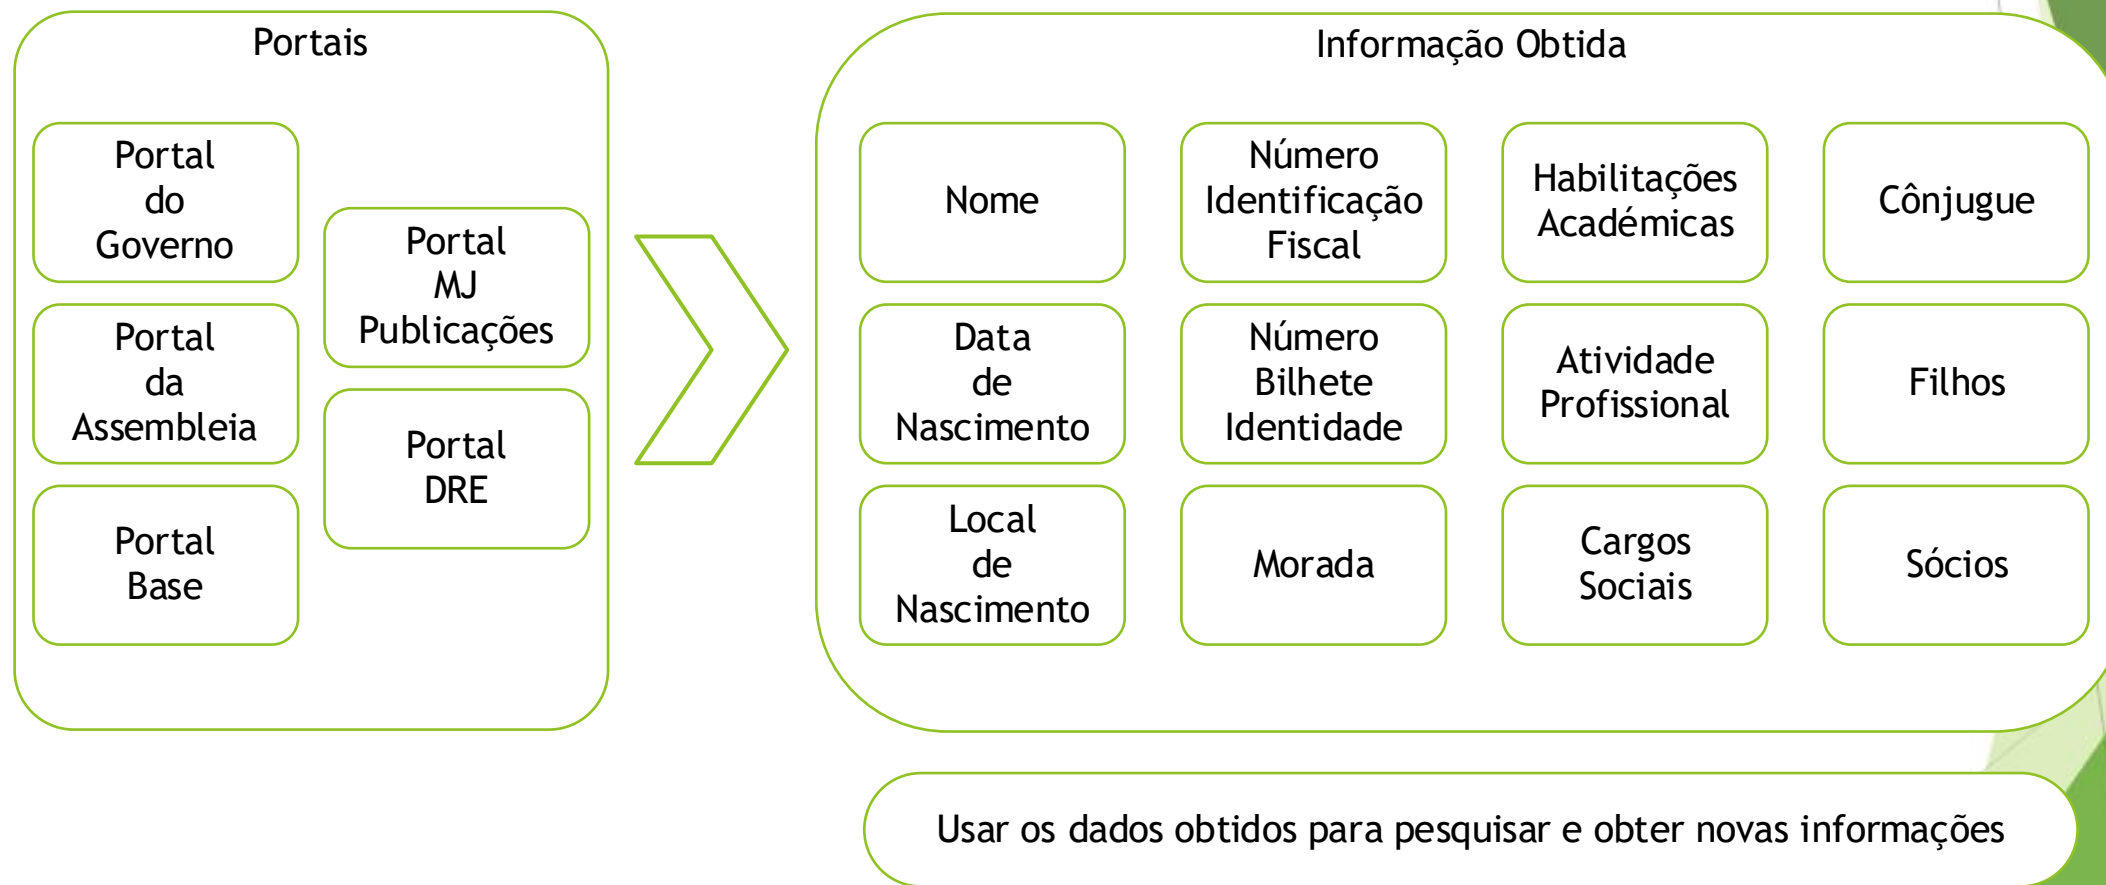 Portais
Portal
do
Governo
Portal
da
Assembleia
Portal
Base
Portal
MJ
Publicações
Portal
DRE
Informação Obtida
Nome
Número
Identificação
Fiscal
Habilitações
Académicas
Cônjugue
Data
de
Nascimento
Número
Bilhete
Identidade
Atividade
Profissional
Filhos
Local
de
Nascimento
Morada
Cargos
Sociais
Sócios
Usar os dados obtidos para pesquisar e obter novas informações